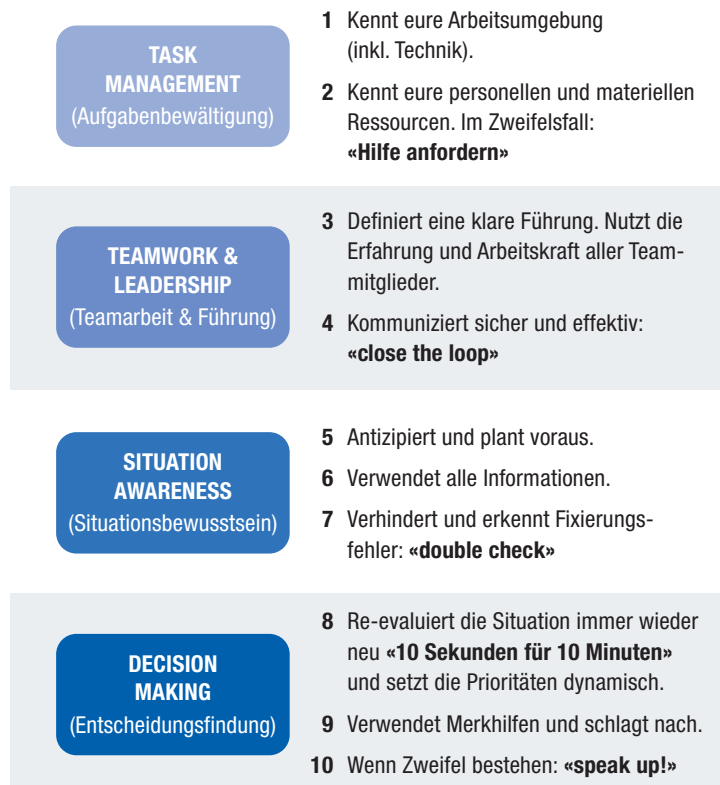 TASK
MANAGEMENT
(Aufgabenbewältigung)
1 Kennt eure Arbeitsumgebung
(inkl. Technik).
2 Kennt eure personellen und materiellen
Ressourcen. Im Zweifelsfall:
«Hilfe anfordern»
TEAMWORK &
LEADERSHIP
(Teamarbeit & Führung)
3 Definiert eine klare Führung. Nutzt die
Erfahrung und Arbeitskraft aller Team-
mitglieder.
4 Kommuniziert sicher und effektiv:
«close the loop»
SITUATION
AWARENESS
(Situationsbewusstsein)
5 Antizipiert und plant voraus.
6 Verwendet alle Informationen.
7 Verhindert und erkennt Fixierungs-
fehler: «double check»
DECISION
MAKING
(Entscheidungsfindung)
8 Re-evaluiert die Situation immer wieder
neu «10 Sekunden für 10 Minuten»
und setzt die Prioritäten dynamisch.
9 Verwendet Merkhilfen und schlagt nach.
10 Wenn Zweifel bestehen: «speak up!»